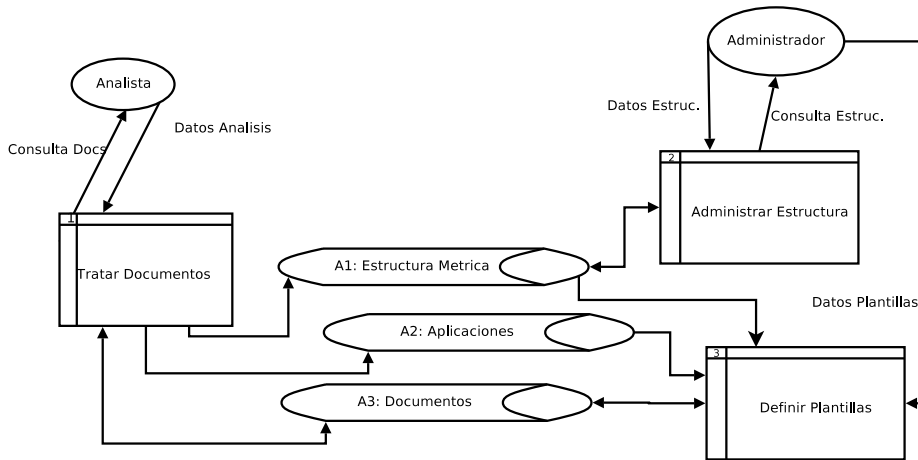 Administrador
Analista
Datos Estruc.
Consulta Estruc.
Datos Analisis
Consulta Docs
2
Administrar Estructura
1
Tratar Documentos
A1: Estructura Metrica
Datos Plantillas
A2: Aplicaciones
3
A3: Documentos
Definir Plantillas